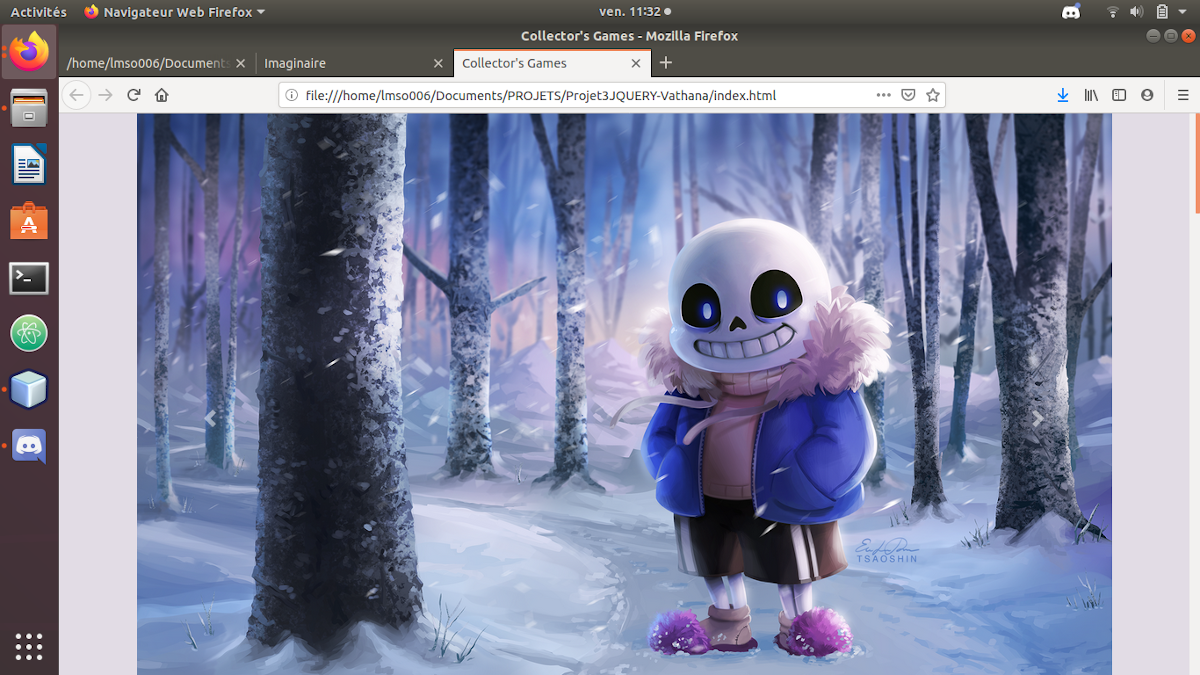 Activités Navigateur Web Firefox ven. 11:32
Collector's Games - Mozilla Firefox
/home/lmso006/Documents Imaginaire Collector's Games
file:///home/lmso006/Documents/PROJETS/Projet3JQUERY-Vathana/index.html
TSAOSHIN